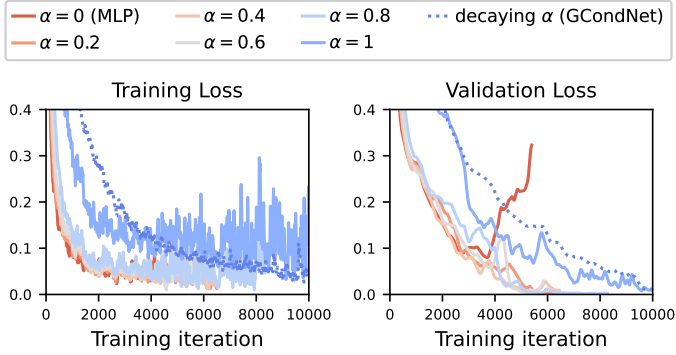 α = 0 (MLP) α = 0.4 α = 0.8 decaying α (GCondNet)
α = 0.2 α = 0.6 α = 1
Training Loss
0.4
0.3
0.2
0.1
0.0
0 2000 4000 6000 8000 10000
Training iteration
Validation Loss
0.4
0.3
0.2
0.1
0.0
0 2000 4000 6000 8000 10000
Training iteration